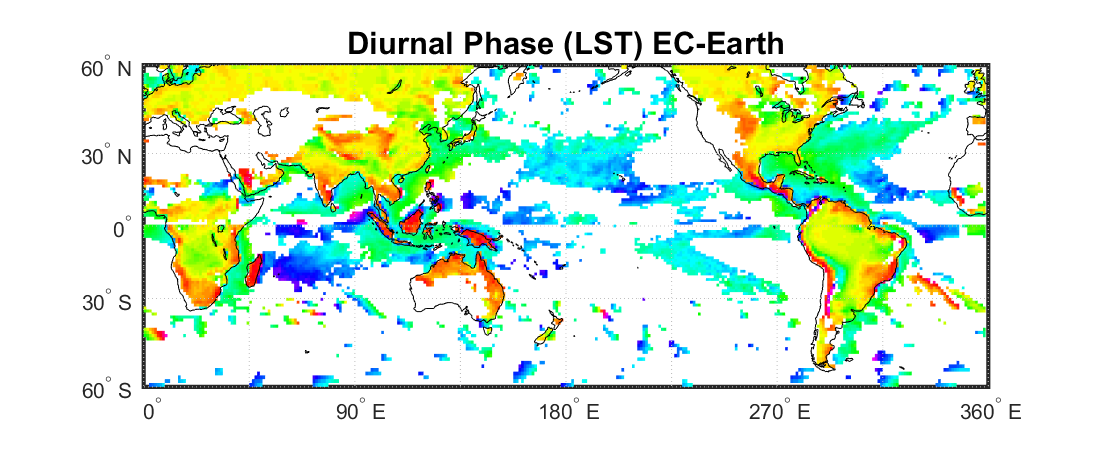 Diurnal Phase (LST) EC-Earth
60° N
30° N
0°
30° S
60° S
0° 90° E 180° E 270° E 360° E